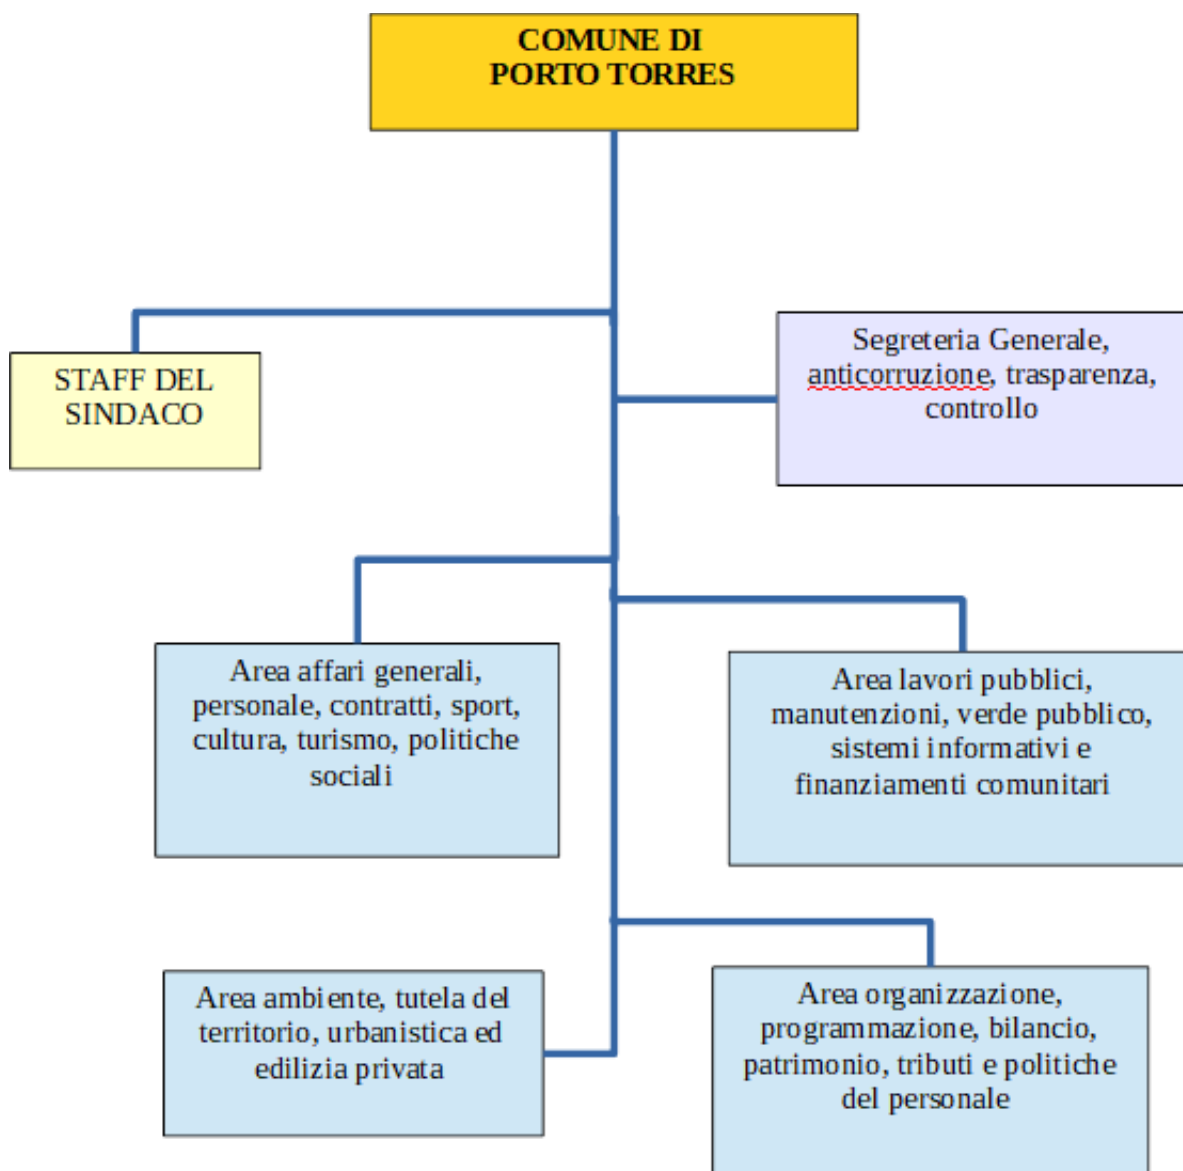 COMUNE DI
PORTO TORRES
STAFF DEL
SINDACO
Segreteria Generale,
anticorruzione, trasparenza,
controllo
Area affari generali,
personale, contratti, sport,
cultura, turismo, politiche
sociali
Area lavori pubblici,
manutenzioni, verde pubblico,
sistemi informativi e
finanziamenti comunitari
Area ambiente, tutela del
territorio, urbanistica ed
edilizia privata
Area organizzazione,
programmazione, bilancio,
patrimonio, tributi e politiche
del personale